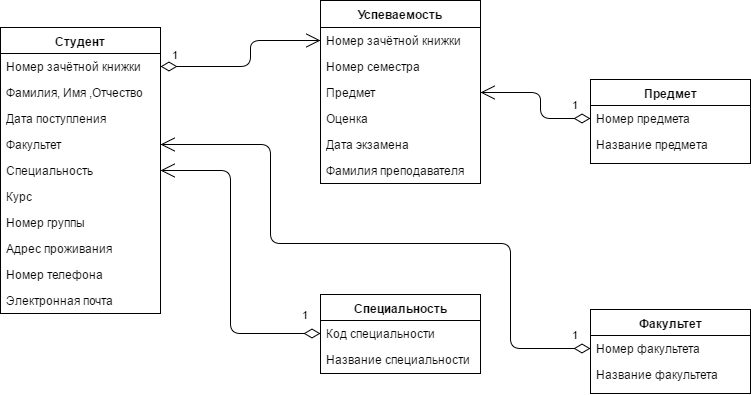 Студент
Номер зачётной книжки
Фамилия, Имя ,Отчество
Дата поступления
Факультет
Специальность
Курс
Номер группы
Адрес проживания
Номер телефона
Электронная почта
1
Успеваемость
Номер зачётной книжки
Номер семестра
Предмет
Оценка
Дата экзамена
Фамилия преподавателя
1
Предмет
Номер предмета
Название предмета
1
Специальность
Код специальности
Название специальности
1
Факультет
Номер факультета
Название факультета